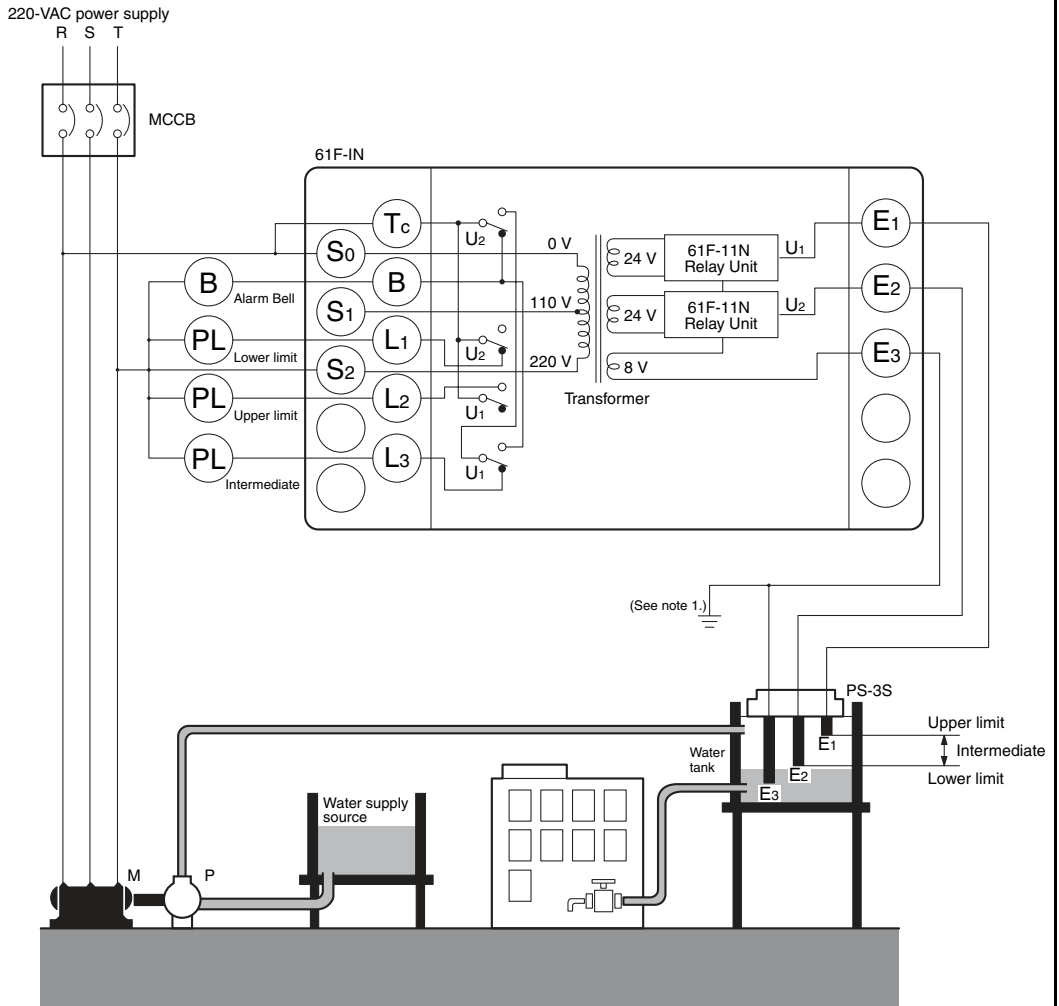 220-VAC power supply
R S T
MCCB
61F-IN
Tc
S0
B
S1
L1
S2
L2
L3
B
Alarm Bell
PL
Lower limit
PL
Upper limit
PL
Intermediate
U2
U2
U1
U1
0 V
110 V
220 V
Transformer
24 V
24 V
8 V
61F-11N
Relay Unit
U1
61F-11N
Relay Unit
U2
E1
E2
E3
(See note 1.)
PS-3S
Upper limit
Intermediate
Lower limit
E1
E2
E3
Water
tank
Water supply
source
M
P